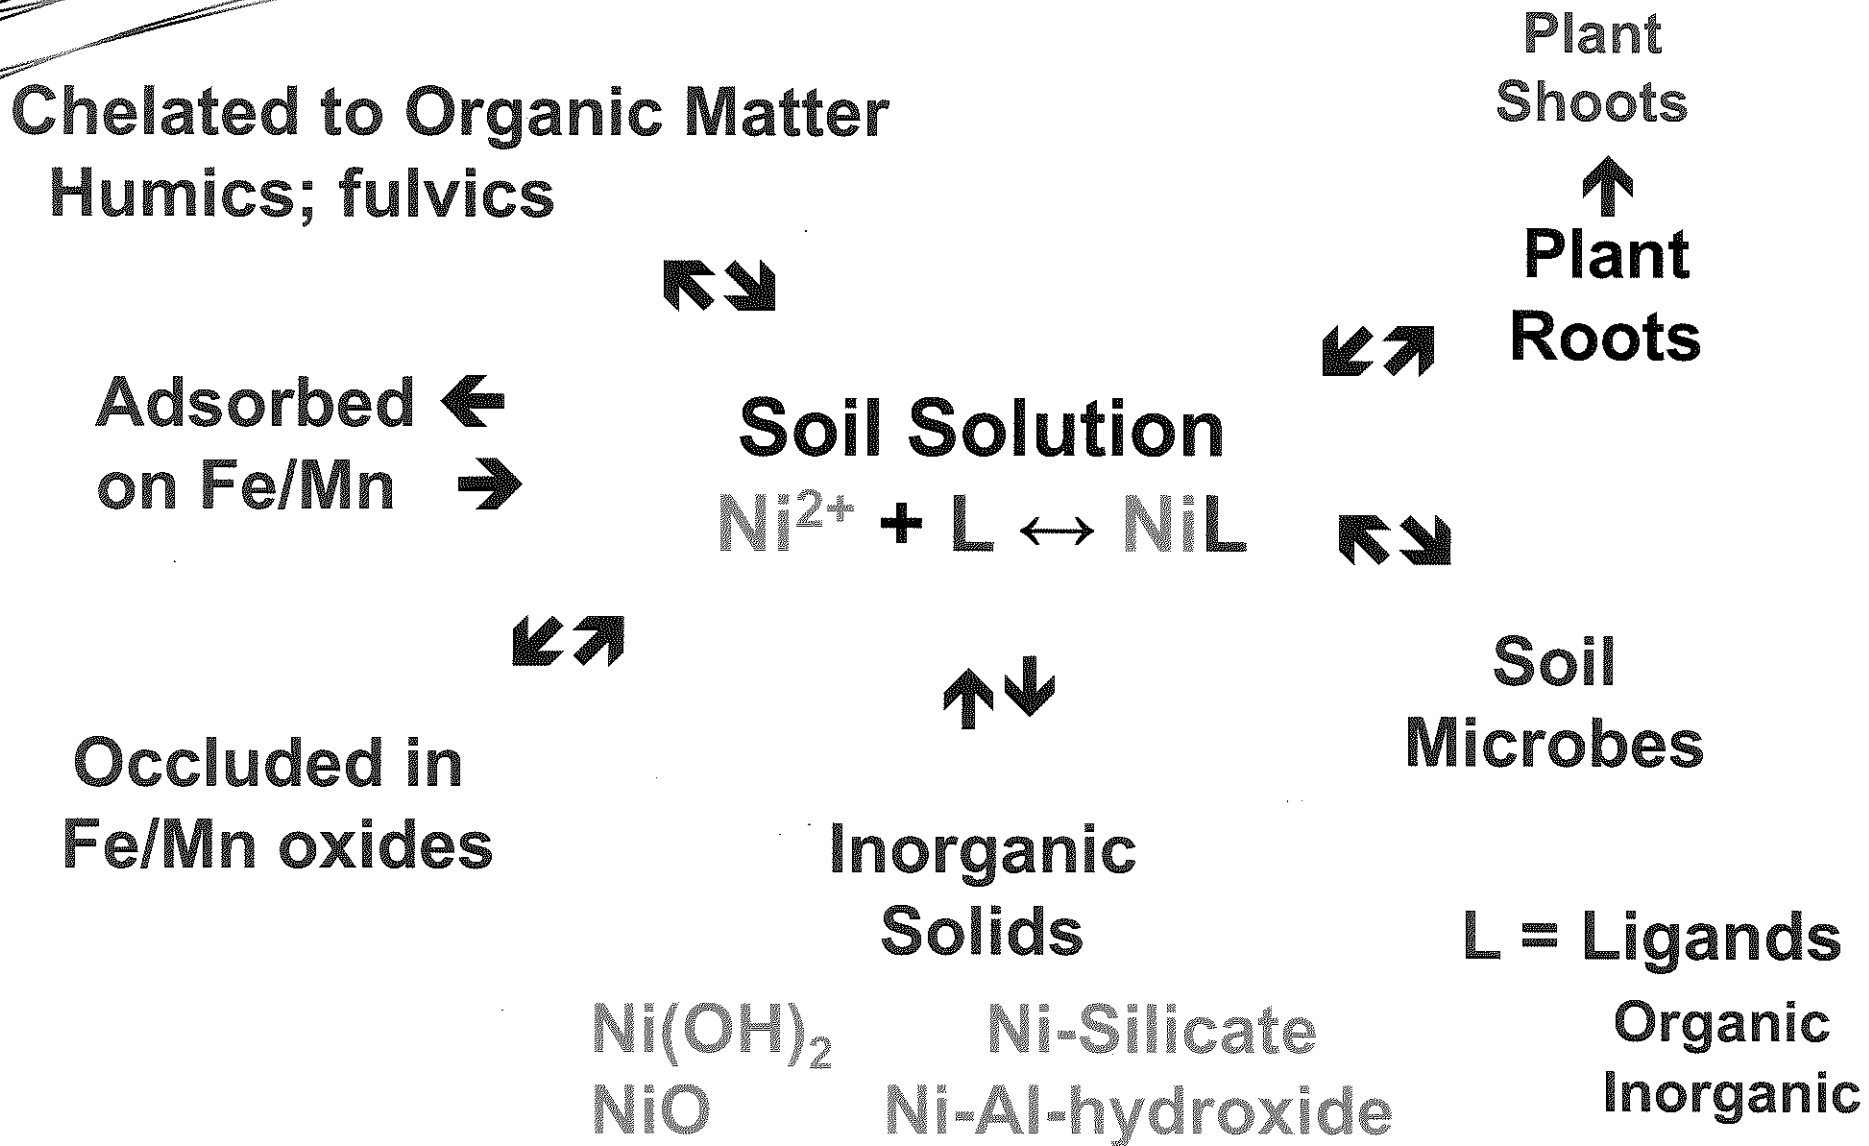 Plant
Shoots
Chelated to Organic Matter
Humics; fulvics
↑
Plant
Roots
↖↘
↙↗
Adsorbed ←
on Fe/Mn →
Soil Solution
Ni²⁺ + L ↔ NiL
↖↘
↙↗
↑↓
Soil
Microbes
Occluded in
Fe/Mn oxides
Inorganic
Solids
L = Ligands
Organic
Inorganic
Ni(OH)₂ Ni-Silicate
NiO Ni-Al-hydroxide